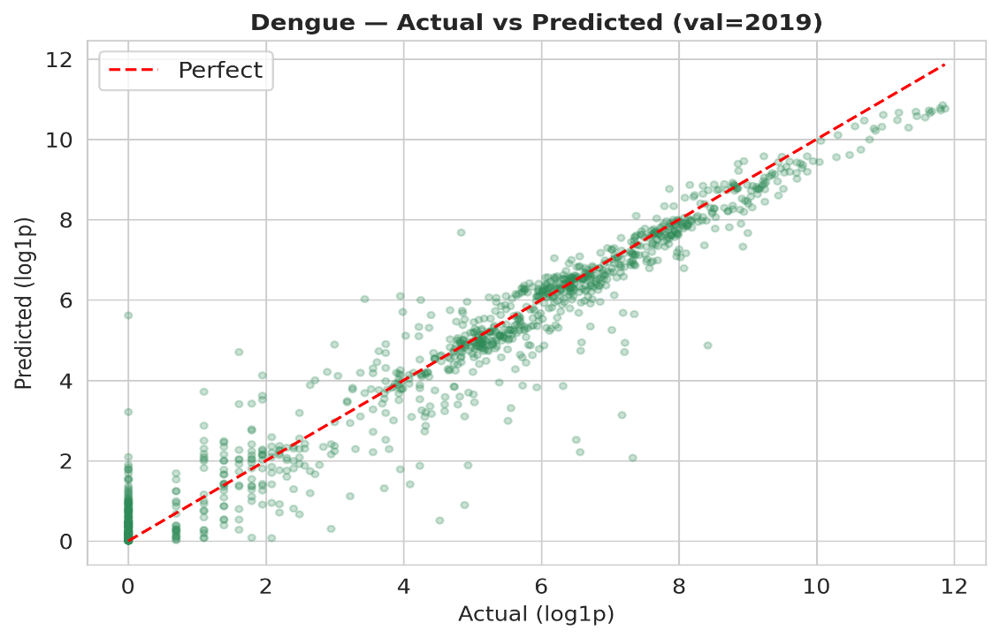 Dengue — Actual vs Predicted (val=2019)
Perfect
12
10
8
6
4
2
0
Predicted (log1p)
0 2 4 6 8 10 12
Actual (log1p)